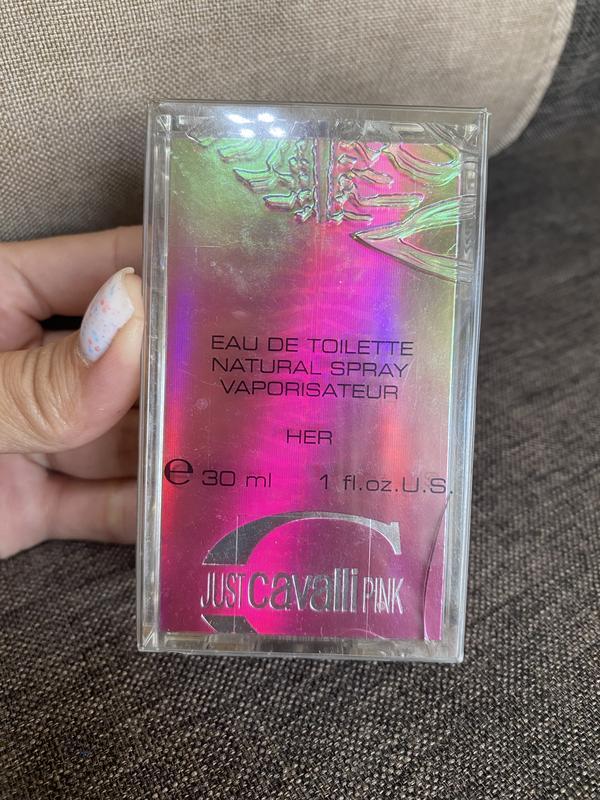 EAU DE TOILETTE
NATURAL SPRAY
VAPORISATEUR
HER
℮ 30 ml 1 fl.oz.U.S.
JUST cavalli PINK